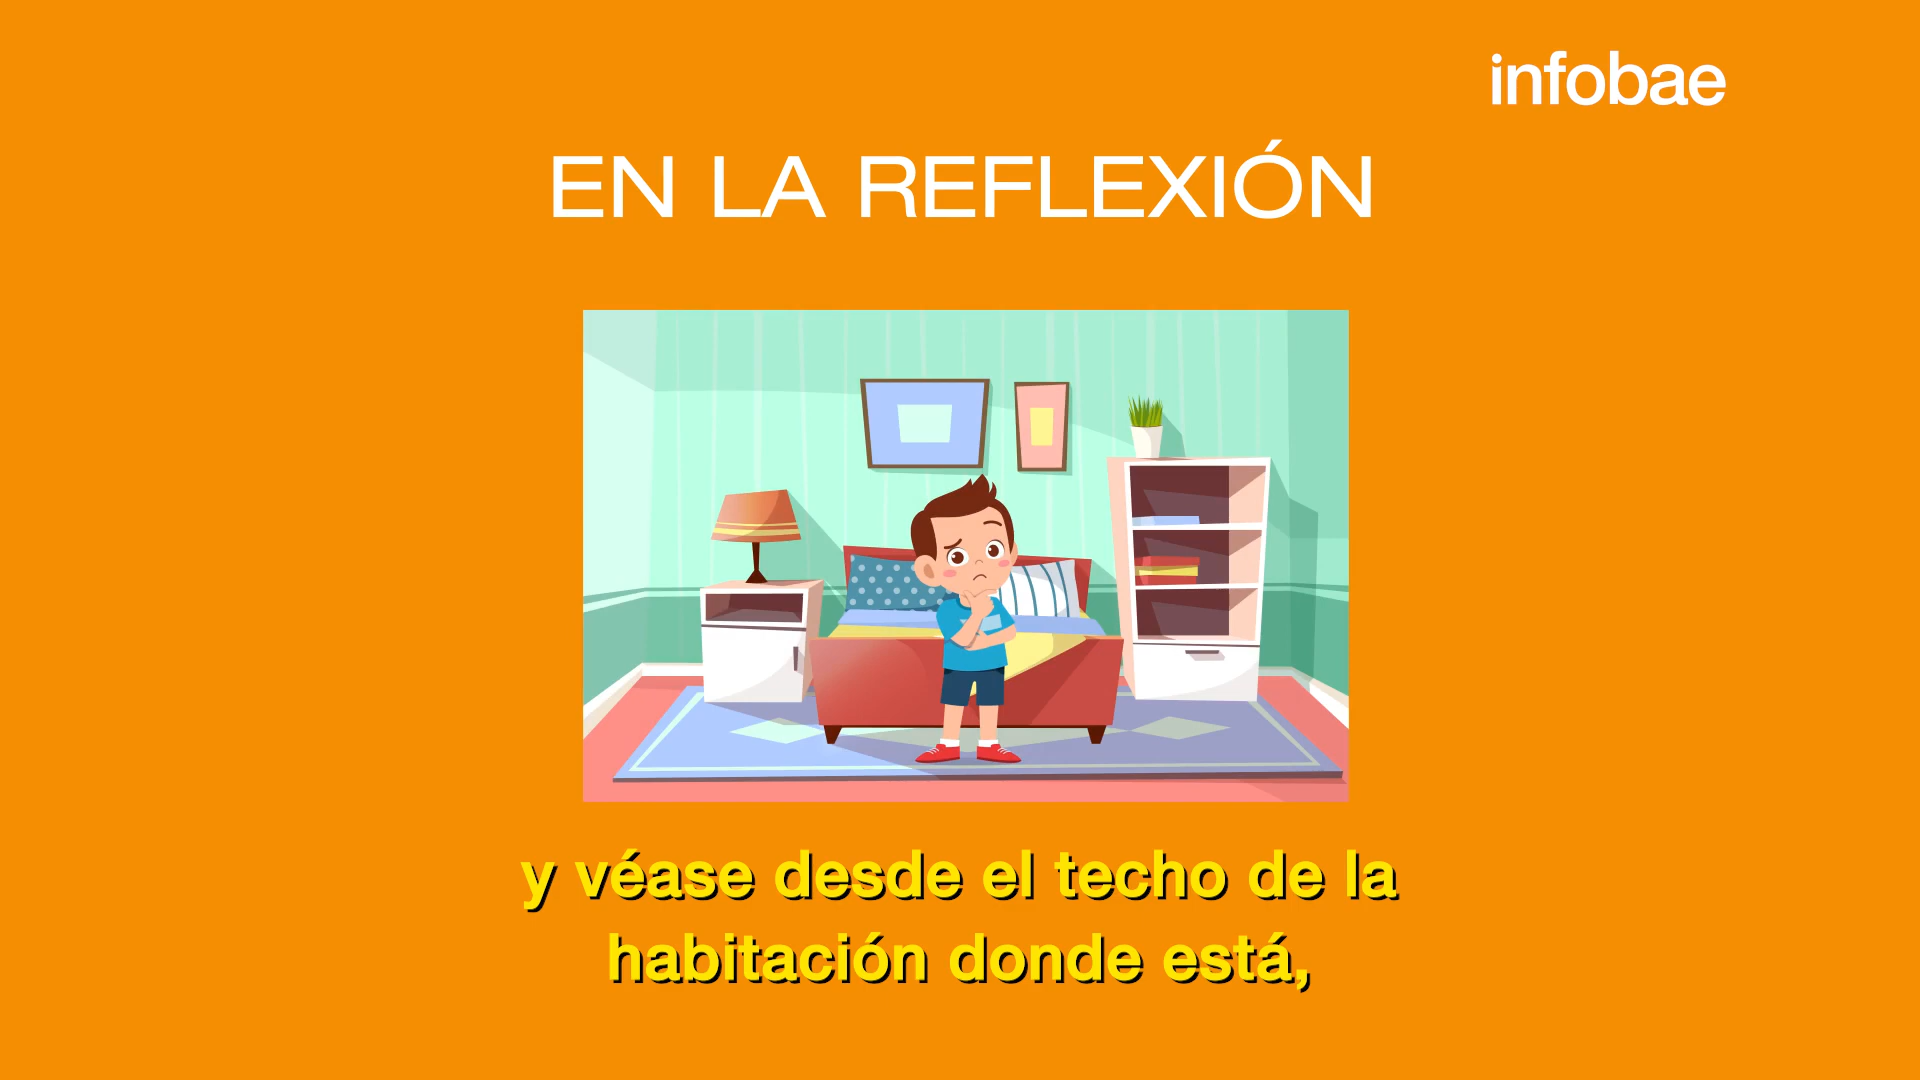 infobae
EN LA REFLEXIÓN
y véase desde el techo de la
habitación donde está,